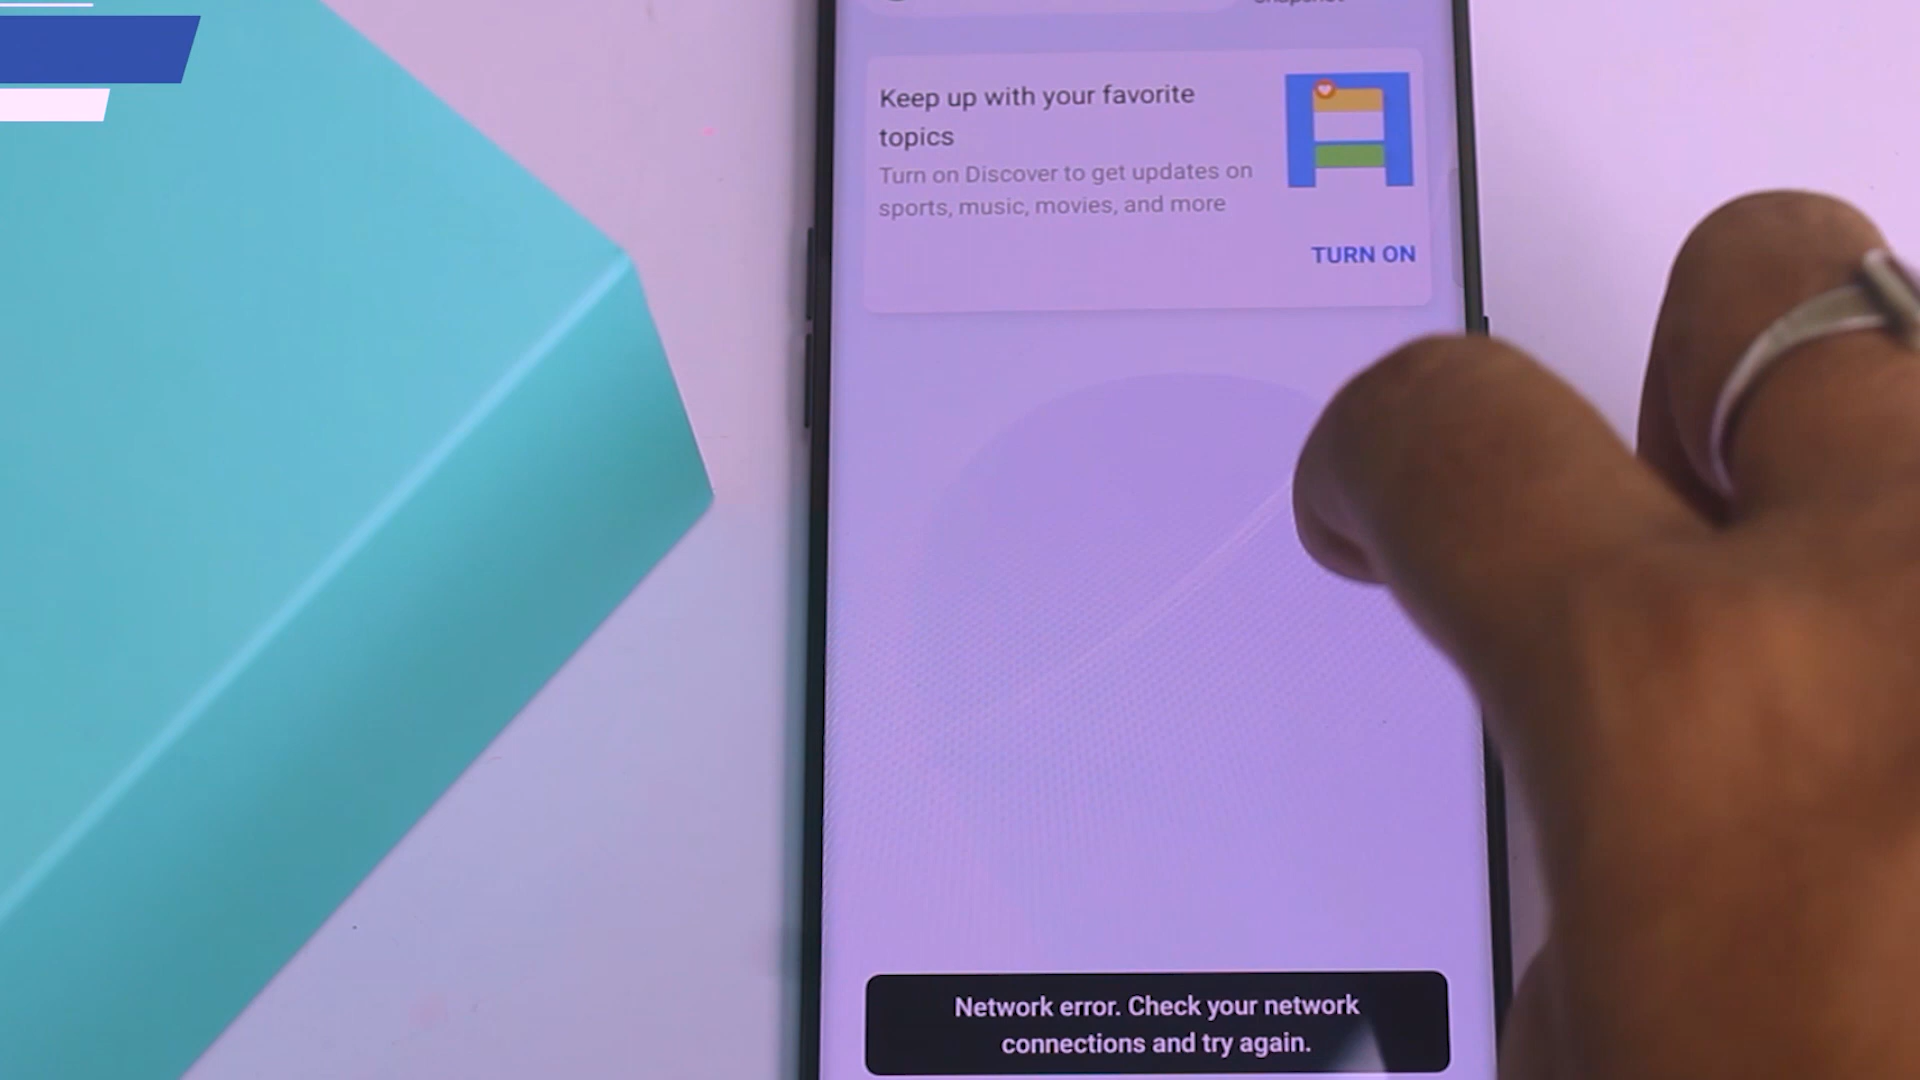 Snapshot
Keep up with your favorite
topics
Turn on Discover to get updates on
sports, music, movies, and more
TURN ON
Network error. Check your network
connections and try again.